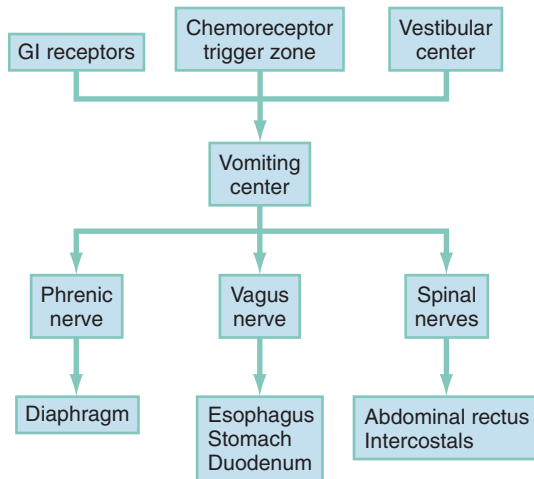 GI receptors
Chemoreceptor
trigger zone
Vestibular
center
Vomiting
center
Phrenic
nerve
Vagus
nerve
Spinal
nerves
Diaphragm
Esophagus
Stomach
Duodenum
Abdominal rectus
Intercostals